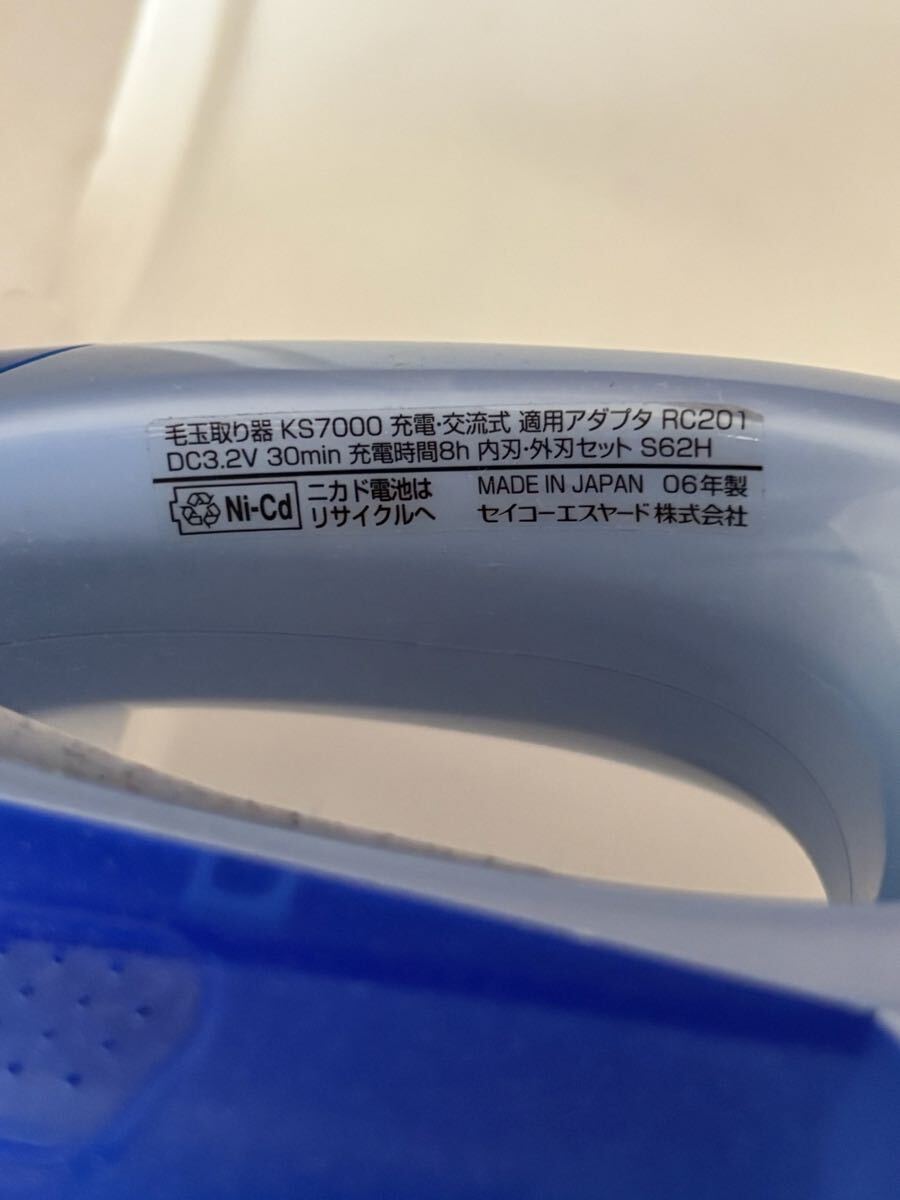 毛玉取り器 KS7000 充電・交流式 適用アダプタ RC201
DC3.2V 30min 充電時間8h 内刃・外刃セット S62H
Ni-Cd ニカド電池は リサイクルへ
MADE IN JAPAN 06年製
セイコーエスヤード株式会社